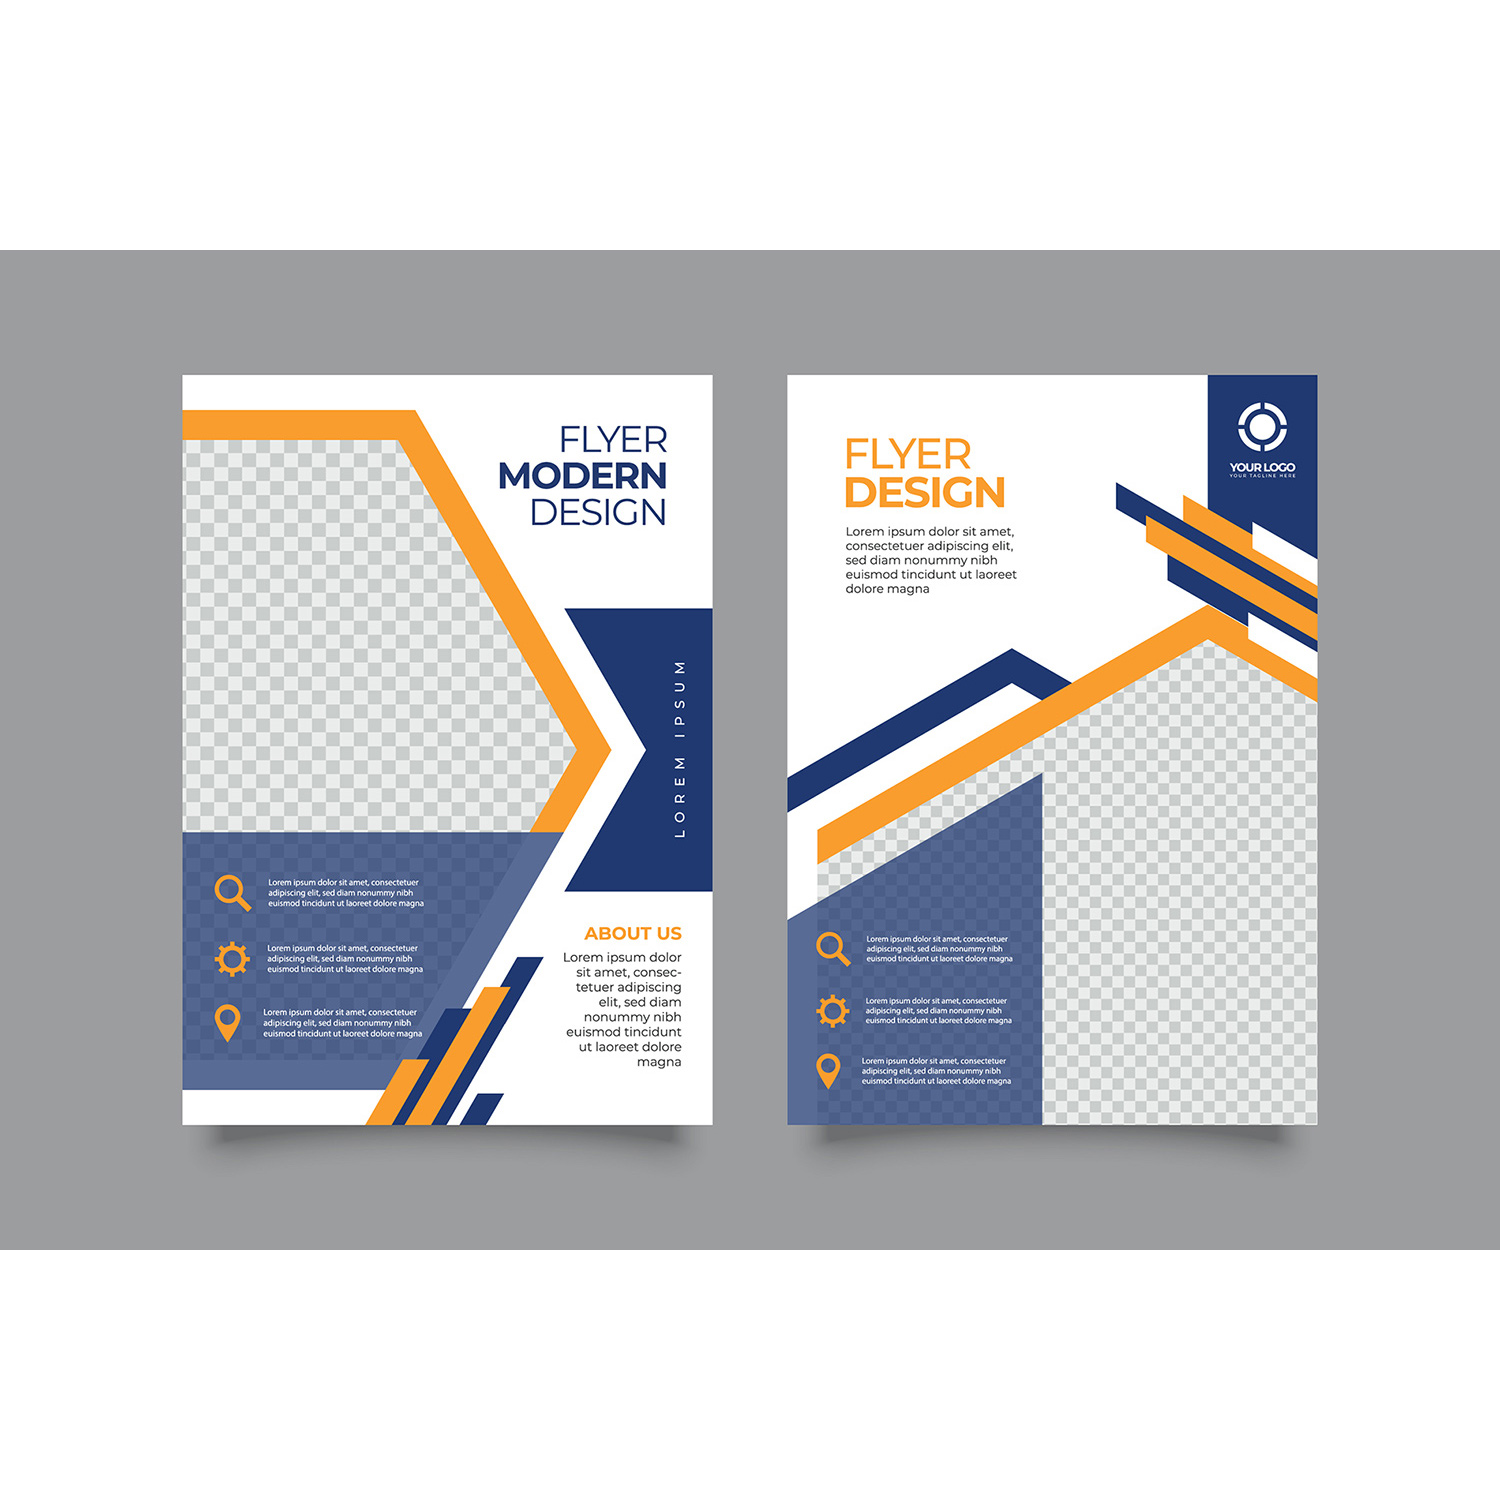 FLYER
MODERN
DESIGN
LOREM IPSUM
Lorem ipsum dolor sit amet, consectetuer
adipiscing elit, sed diam nonummy nibh
euismod tincidunt ut laoreet dolore magna
Lorem ipsum dolor sit amet, consectetuer
adipiscing elit, sed diam nonummy nibh
euismod tincidunt ut laoreet dolore magna
Lorem ipsum dolor sit amet, consectetuer
adipiscing elit, sed diam nonummy nibh
euismod tincidunt ut laoreet dolore magna
ABOUT US
Lorem ipsum dolor
sit amet, consec-
tetuer adipiscing
elit, sed diam
nonummy nibh
euismod tincidunt
ut laoreet dolore
magna
YOUR LOGO
YOUR TAGLINE HERE
FLYER
DESIGN
Lorem ipsum dolor sit amet,
consectetuer adipiscing elit,
sed diam nonummy nibh
euismod tincidunt ut laoreet
dolore magna
Lorem ipsum dolor sit amet, consectetuer
adipiscing elit, sed diam nonummy nibh
euismod tincidunt ut laoreet dolore magna
Lorem ipsum dolor sit amet, consectetuer
adipiscing elit, sed diam nonummy nibh
euismod tincidunt ut laoreet dolore magna
Lorem ipsum dolor sit amet, consectetuer
adipiscing elit, sed diam nonummy nibh
euismod tincidunt ut laoreet dolore magna